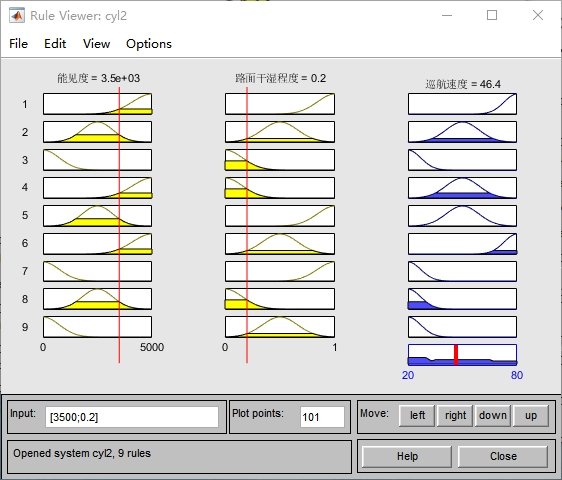 Rule Viewer: cyl2
File Edit View Options
能见度 = 3.5e+03
路面干湿程度 = 0.2
巡航速度 = 46.4
1
2
3
4
5
6
7
8
9
0 5000
0 1
20 80
Input: [3500;0.2] Plot points: 101 Move: left right down up
Opened system cyl2, 9 rules
Help Close